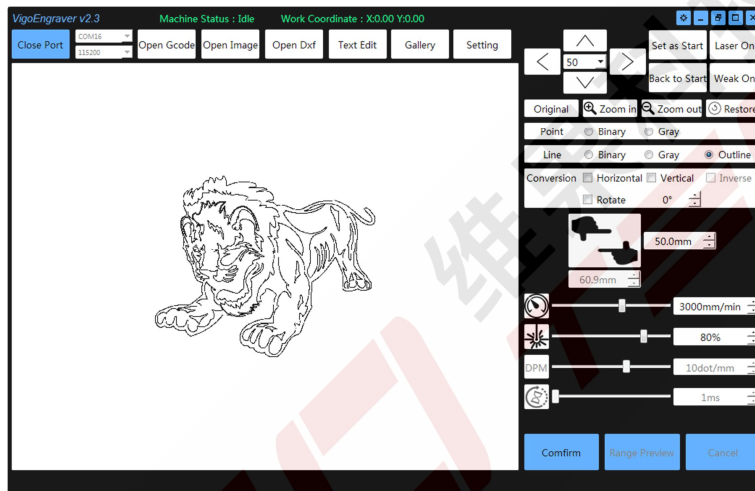 VigoEngraver v2.3
Machine Status : Idle
Work Coordinate : X:0.00 Y:0.00
Close Port
COM16
115200
Open Gcode
Open Image
Open Dxf
Text Edit
Gallery
Setting
50
Set as Start
Laser On
Back to Start
Weak On
Original
Zoom in
Zoom out
Restore
Point Binary Gray
Line Binary Gray Outline
Conversion Horizontal Vertical Inverse
Rotate 0°
50.0mm
60.9mm
3000mm/min
80%
DPM 10dot/mm
1ms
Comfirm
Range Preview
Cancel